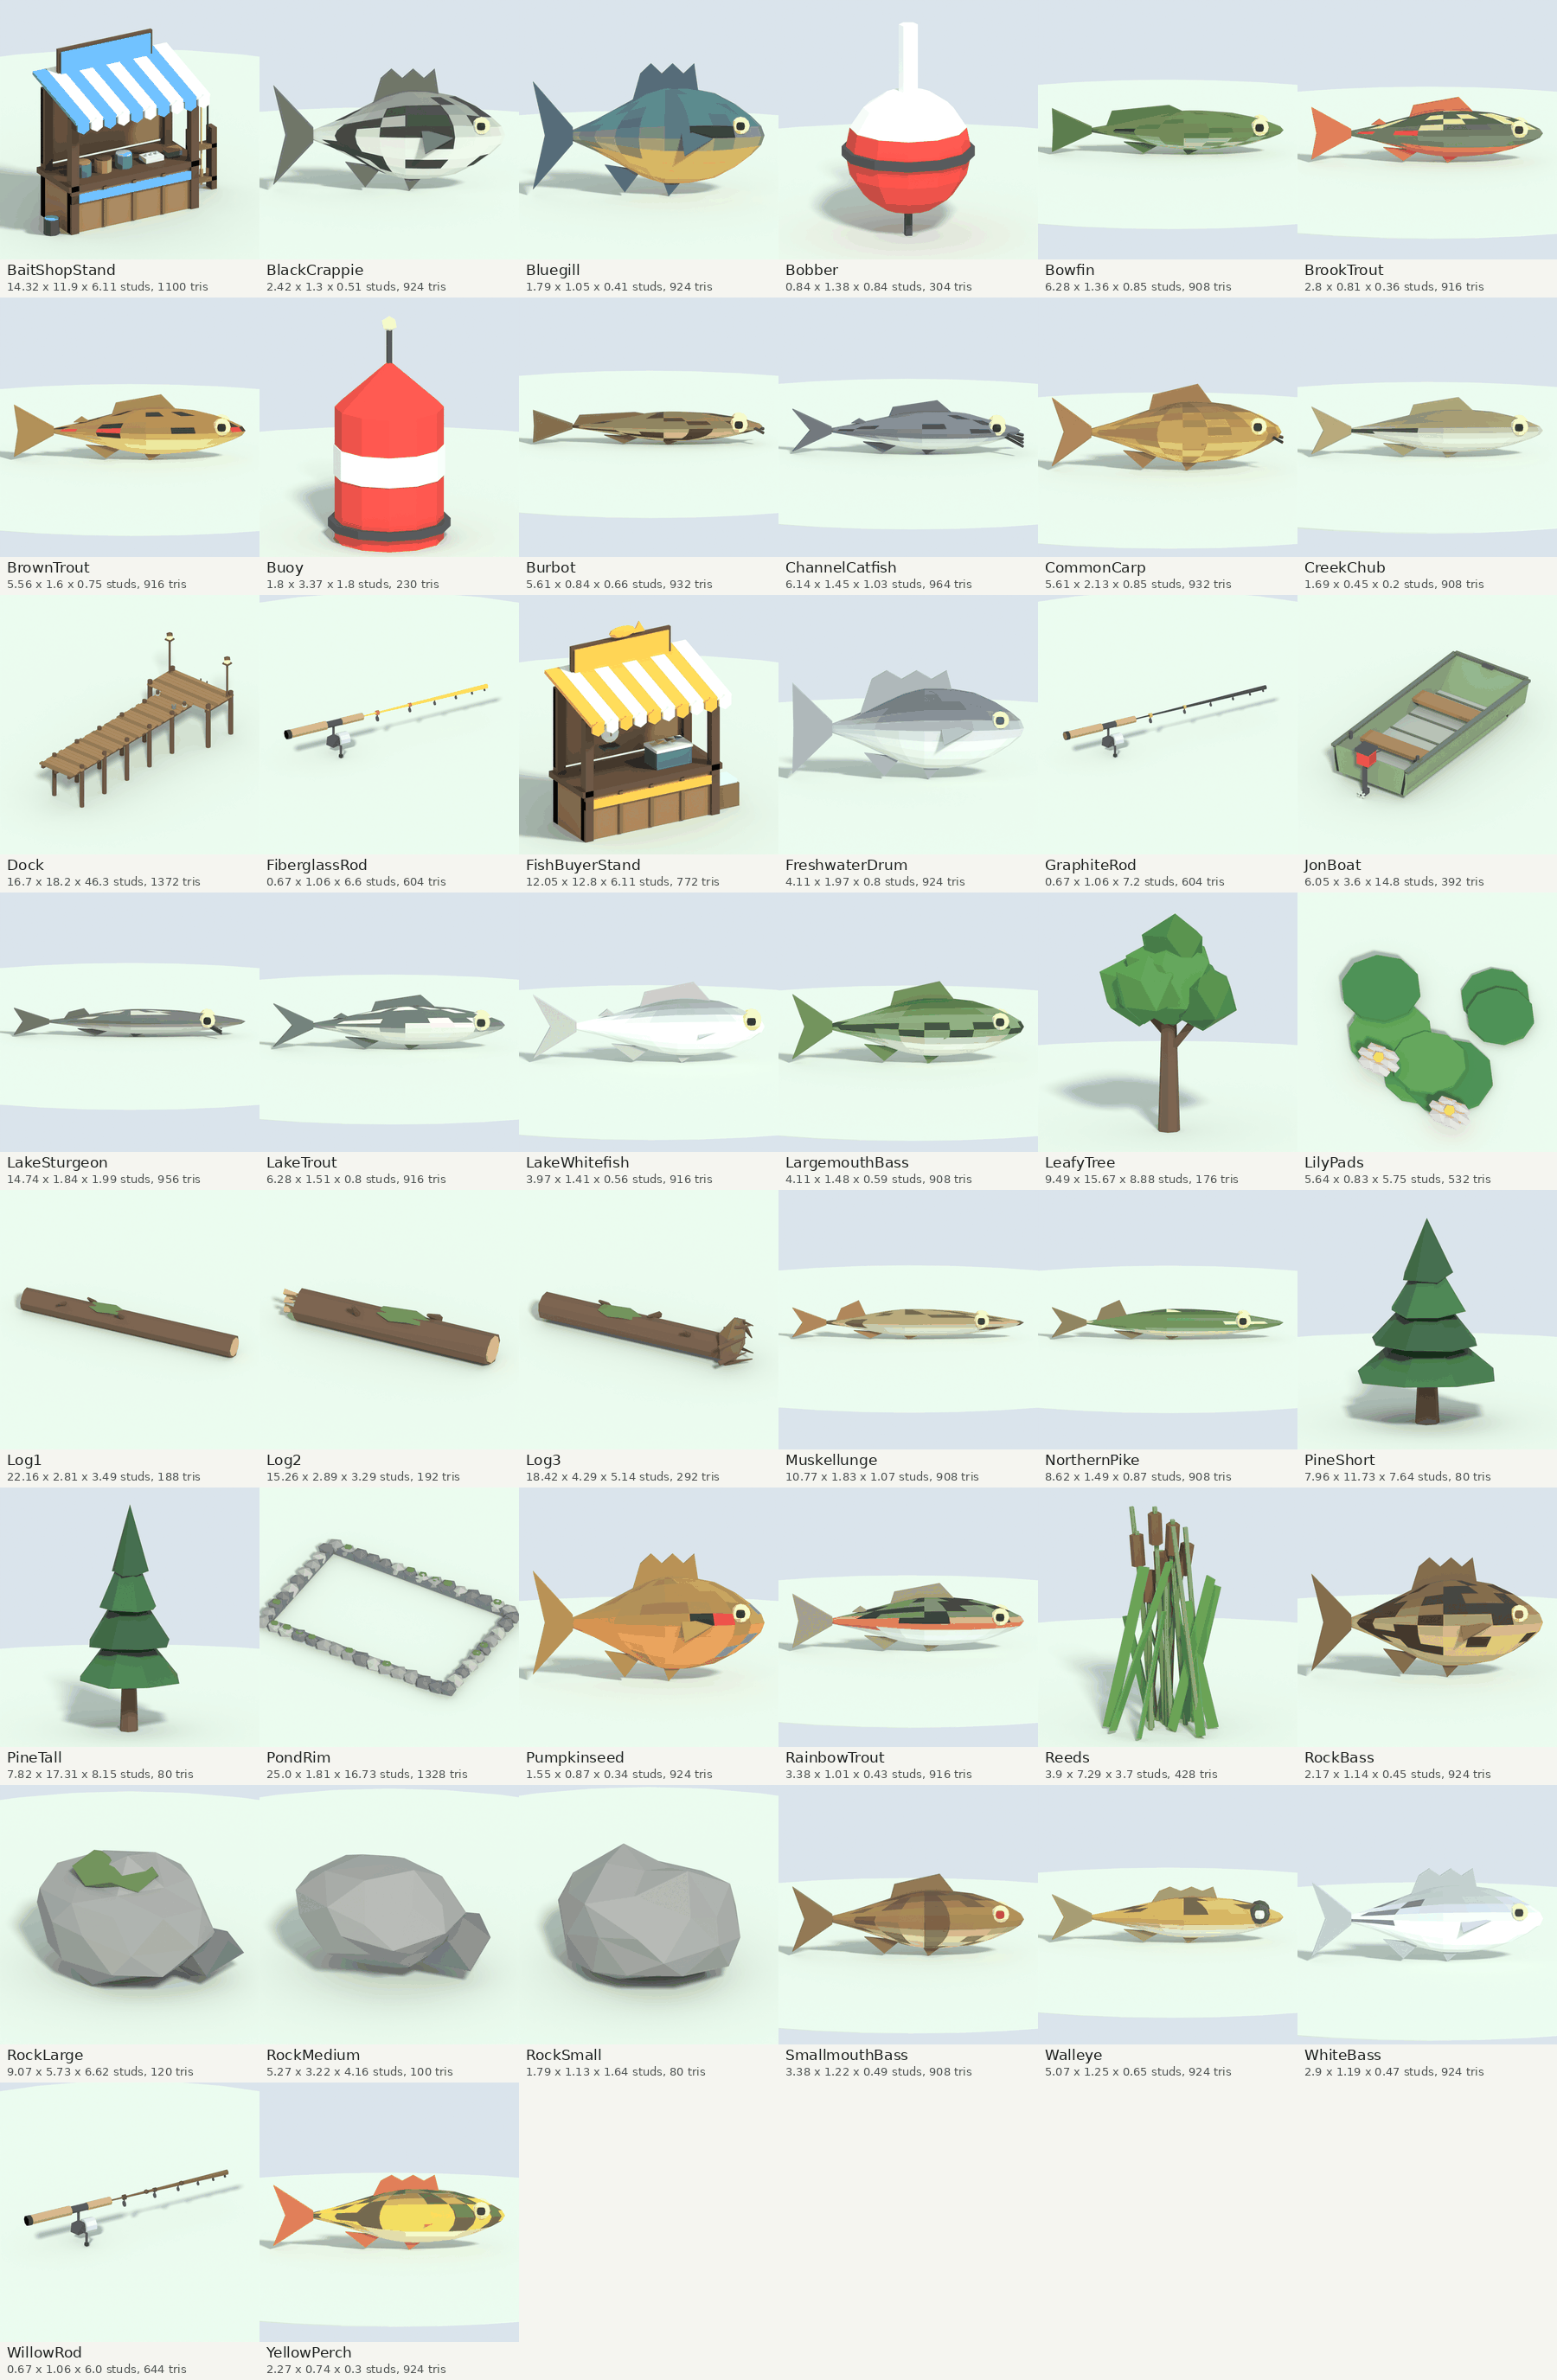 BaitShopStand
14.32 x 11.9 x 6.11 studs, 1100 tris
BlackCrappie
2.42 x 1.3 x 0.51 studs, 924 tris
Bluegill
1.79 x 1.05 x 0.41 studs, 924 tris
Bobber
0.84 x 1.38 x 0.84 studs, 304 tris
Bowfin
6.28 x 1.36 x 0.85 studs, 908 tris
BrookTrout
2.8 x 0.81 x 0.36 studs, 916 tris
BrownTrout
5.56 x 1.6 x 0.75 studs, 916 tris
Buoy
1.8 x 3.37 x 1.8 studs, 230 tris
Burbot
5.61 x 0.84 x 0.66 studs, 932 tris
ChannelCatfish
6.14 x 1.45 x 1.03 studs, 964 tris
CommonCarp
5.61 x 2.13 x 0.85 studs, 932 tris
CreekChub
1.69 x 0.45 x 0.2 studs, 908 tris
Dock
16.7 x 18.2 x 46.3 studs, 1372 tris
FiberglassRod
0.67 x 1.06 x 6.6 studs, 604 tris
FishBuyerStand
12.05 x 12.8 x 6.11 studs, 772 tris
FreshwaterDrum
4.11 x 1.97 x 0.8 studs, 924 tris
GraphiteRod
0.67 x 1.06 x 7.2 studs, 604 tris
JonBoat
6.05 x 3.6 x 14.8 studs, 392 tris
LakeSturgeon
14.74 x 1.84 x 1.99 studs, 956 tris
LakeTrout
6.28 x 1.51 x 0.8 studs, 916 tris
LakeWhitefish
3.97 x 1.41 x 0.56 studs, 916 tris
LargemouthBass
4.11 x 1.48 x 0.59 studs, 908 tris
LeafyTree
9.49 x 15.67 x 8.88 studs, 176 tris
LilyPads
5.64 x 0.83 x 5.75 studs, 532 tris
Log1
22.16 x 2.81 x 3.49 studs, 188 tris
Log2
15.26 x 2.89 x 3.29 studs, 192 tris
Log3
18.42 x 4.29 x 5.14 studs, 292 tris
Muskellunge
10.77 x 1.83 x 1.07 studs, 908 tris
NorthernPike
8.62 x 1.49 x 0.87 studs, 908 tris
PineShort
7.96 x 11.73 x 7.64 studs, 80 tris
PineTall
7.82 x 17.31 x 8.15 studs, 80 tris
PondRim
25.0 x 1.81 x 16.73 studs, 1328 tris
Pumpkinseed
1.55 x 0.87 x 0.34 studs, 924 tris
RainbowTrout
3.38 x 1.01 x 0.43 studs, 916 tris
Reeds
3.9 x 7.29 x 3.7 studs, 428 tris
RockBass
2.17 x 1.14 x 0.45 studs, 924 tris
RockLarge
9.07 x 5.73 x 6.62 studs, 120 tris
RockMedium
5.27 x 3.22 x 4.16 studs, 100 tris
RockSmall
1.79 x 1.13 x 1.64 studs, 80 tris
SmallmouthBass
3.38 x 1.22 x 0.49 studs, 908 tris
Walleye
5.07 x 1.25 x 0.65 studs, 924 tris
WhiteBass
2.9 x 1.19 x 0.47 studs, 924 tris
WillowRod
0.67 x 1.06 x 6.0 studs, 644 tris
YellowPerch
2.27 x 0.74 x 0.3 studs, 924 tris